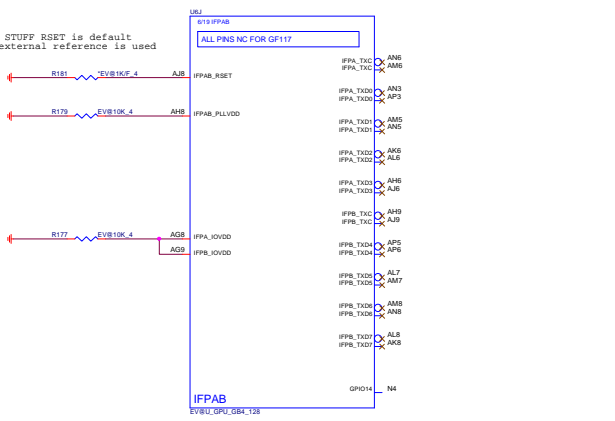 U6J
6/19 IFPAB
STUFF RSET is default
external reference is used
ALL PINS NC FOR GF117
R181 *EV@1K/F_4 AJ8 IFPAB_RSET
R179 EV@10K_4 AH8 IFPAB_PLLVDD
R177 EV@10K_4 AG8 IFPA_IOVDD
AG9 IFPB_IOVDD
IFPA_TXC AN6
IFPA_TXC AM6
IFPA_TXD0 AN3
IFPA_TXD0 AP3
IFPA_TXD1 AM5
IFPA_TXD1 AN5
IFPA_TXD2 AK6
IFPA_TXD2 AL6
IFPA_TXD3 AH6
IFPA_TXD3 AJ6
IFPB_TXC AH9
IFPB_TXC AJ9
IFPB_TXD4 AP5
IFPB_TXD4 AP6
IFPB_TXD5 AL7
IFPB_TXD5 AM7
IFPB_TXD6 AM8
IFPB_TXD6 AN8
IFPB_TXD7 AL8
IFPB_TXD7 AK8
GPIO14 N4
IFPAB
EV@U_GPU_GB4_128